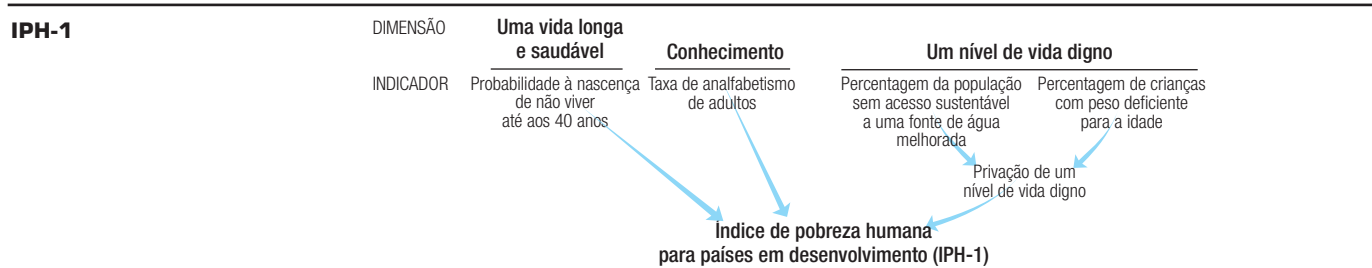 IPH-1
DIMENSÃO
Uma vida longa
e saudável
Conhecimento
Um nível de vida digno
INDICADOR
Probabilidade à nascença
de não viver
até aos 40 anos
Taxa de analfabetismo
de adultos
Percentagem da população
sem acesso sustentável
a uma fonte de água
melhorada
Percentagem de crianças
com peso deficiente
para a idade
Privação de um
nível de vida digno
Índice de pobreza humana
para países em desenvolvimento (IPH-1)